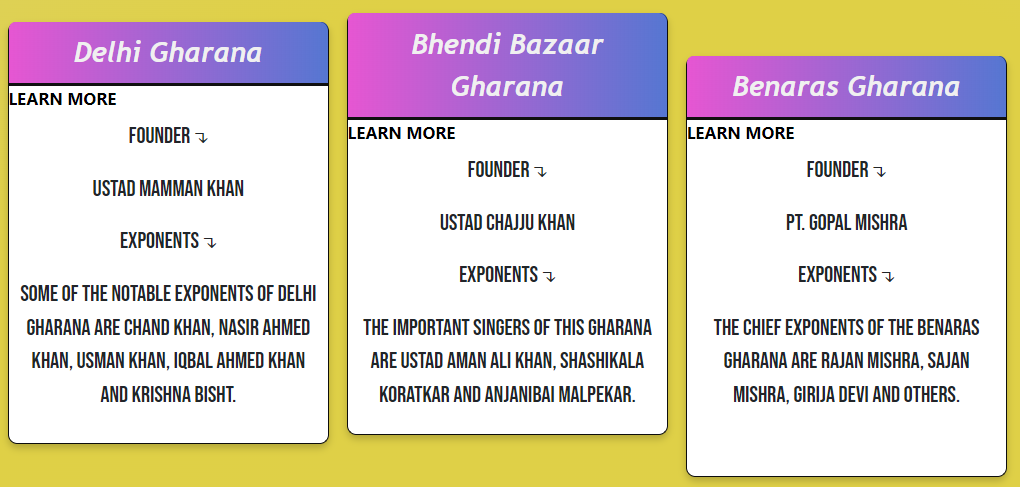 Delhi Gharana
LEARN MORE
FOUNDER ⤵
USTAD MAMMAN KHAN
EXPONENTS ⤵
SOME OF THE NOTABLE EXPONENTS OF DELHI
GHARANA ARE CHAND KHAN, NASIR AHMED
KHAN, USMAN KHAN, IQBAL AHMED KHAN
AND KRISHNA BISHT.
Bhendi Bazaar
Gharana
LEARN MORE
FOUNDER ⤵
USTAD CHAJJU KHAN
EXPONENTS ⤵
THE IMPORTANT SINGERS OF THIS GHARANA
ARE USTAD AMAN ALI KHAN, SHASHIKALA
KORATKAR AND ANJANIBAI MALPEKAR.
Benaras Gharana
LEARN MORE
FOUNDER ⤵
PT. GOPAL MISHRA
EXPONENTS ⤵
THE CHIEF EXPONENTS OF THE BENARAS
GHARANA ARE RAJAN MISHRA, SAJAN
MISHRA, GIRIJA DEVI AND OTHERS.